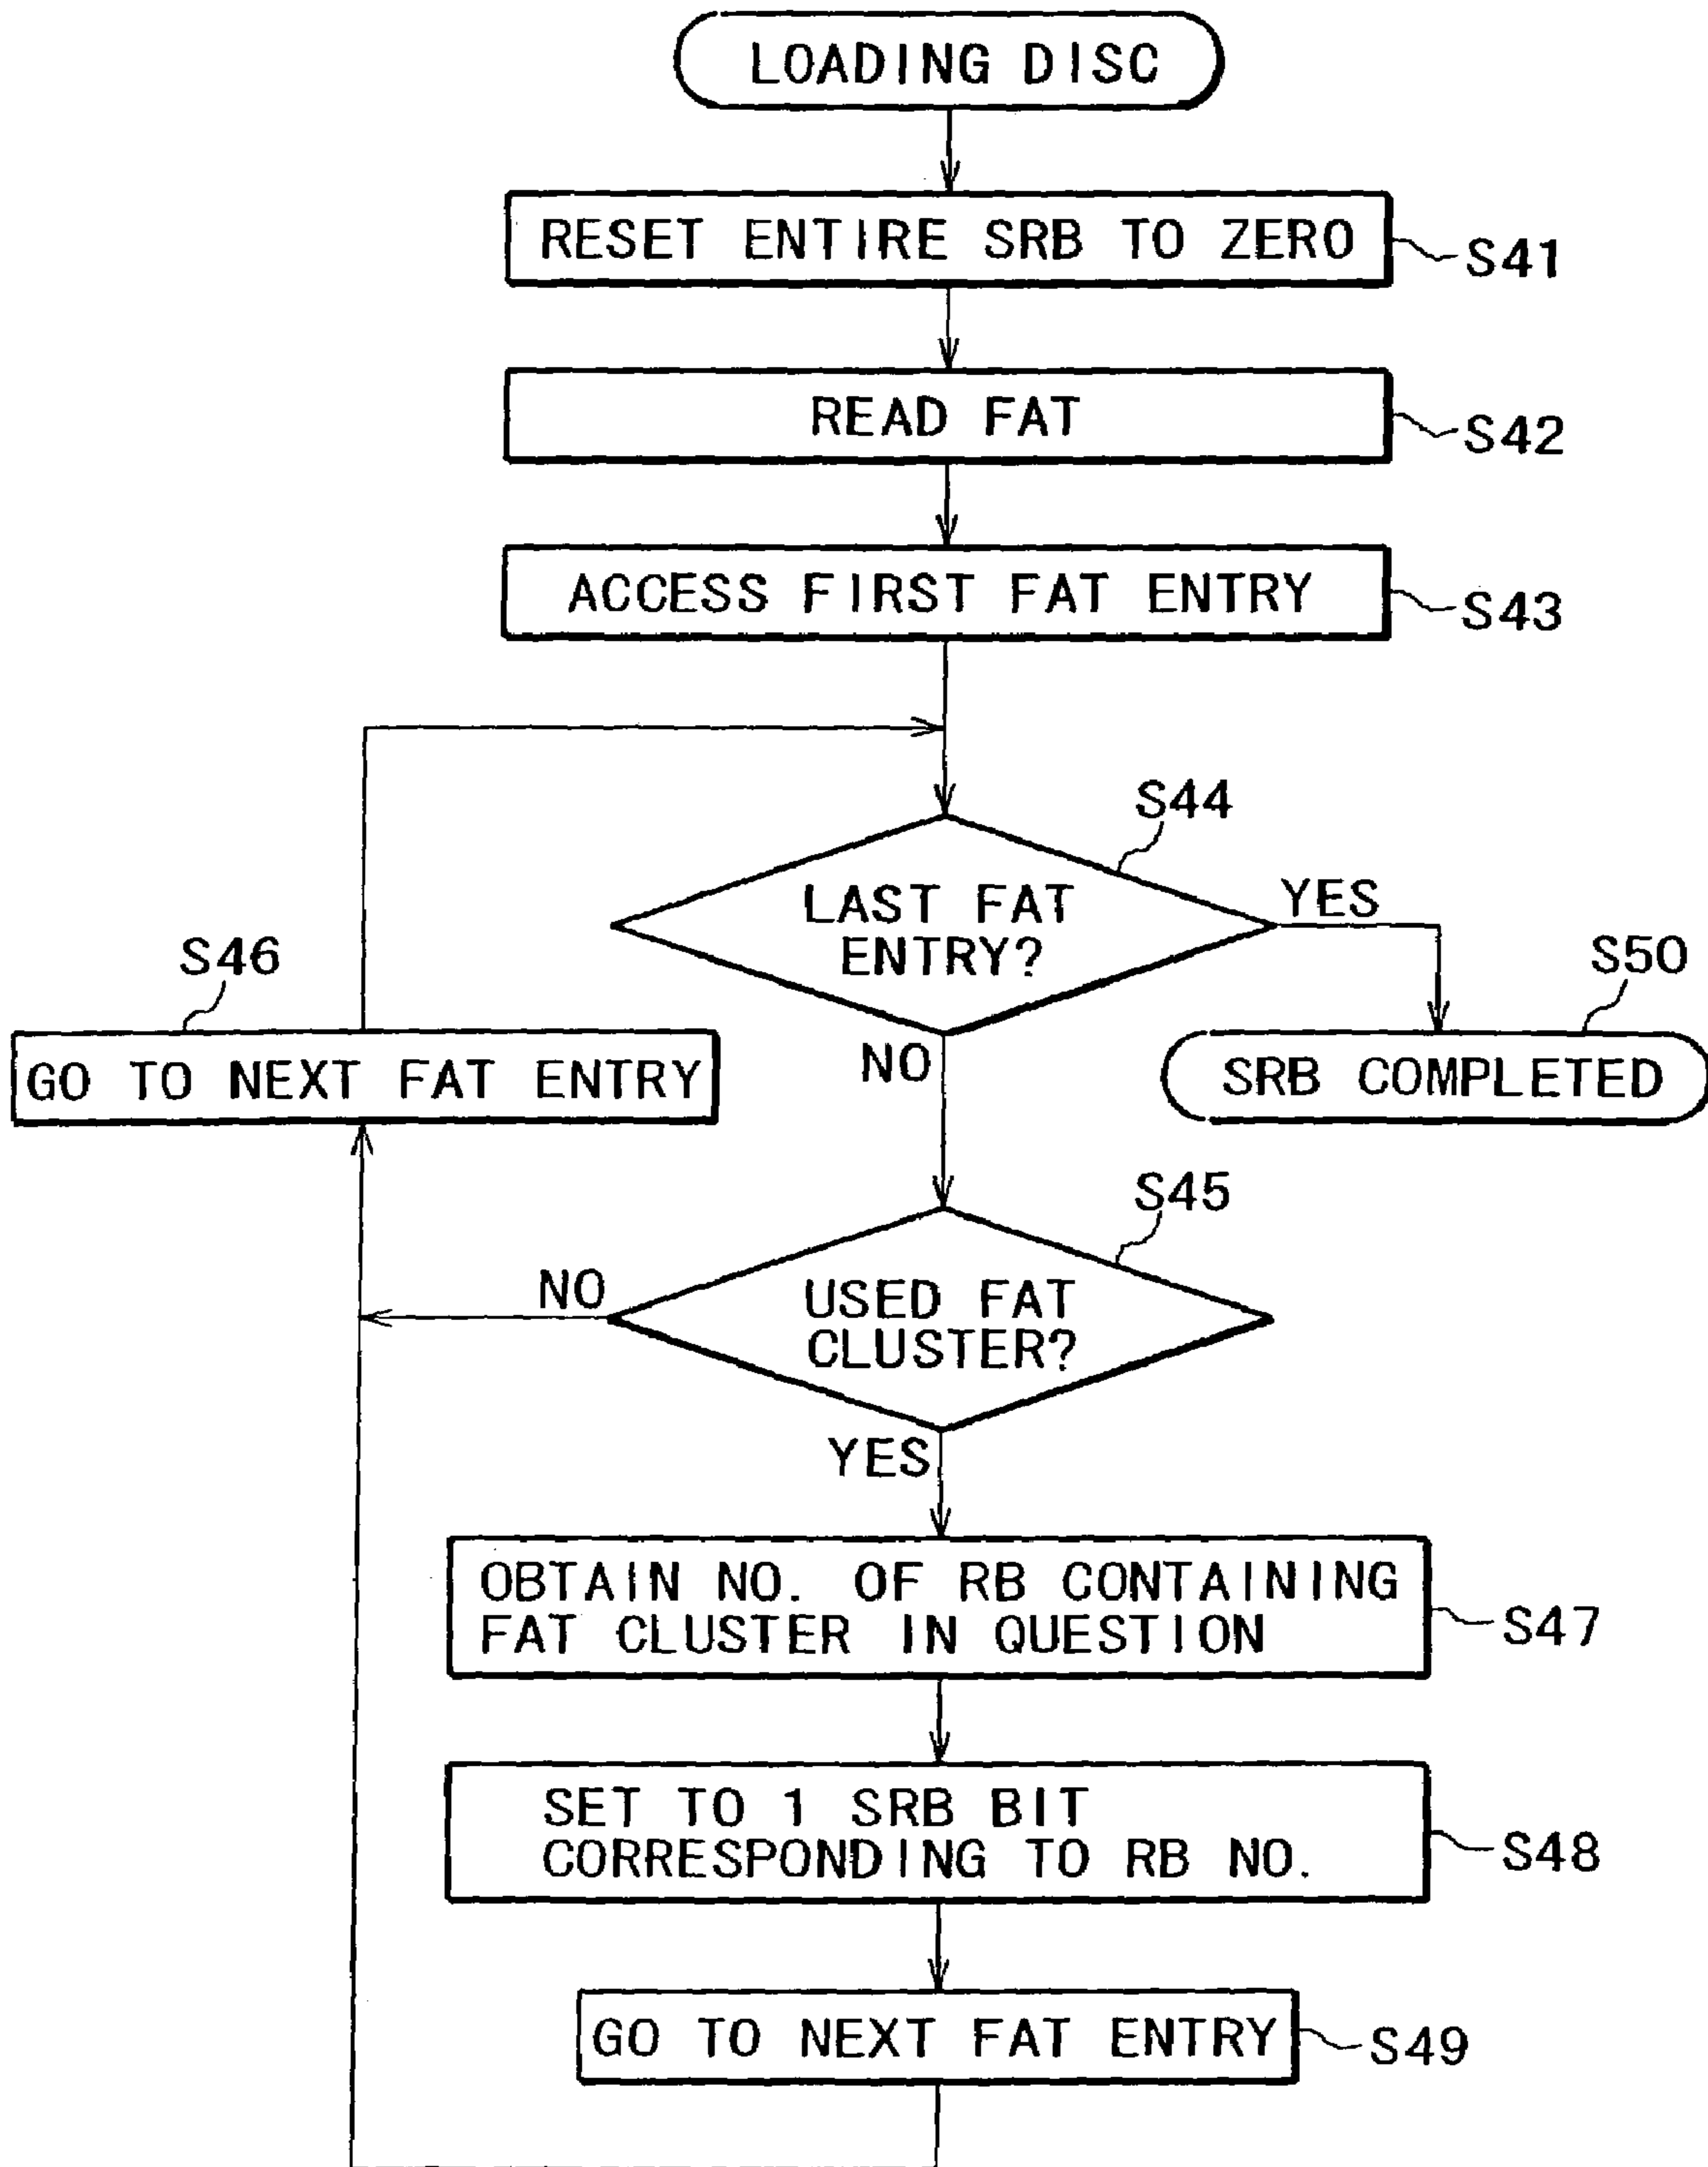 LOADING DISC
RESET ENTIRE SRB TO ZERO
S41
READ FAT
S42
ACCESS FIRST FAT ENTRY
S43
S44
LAST FAT
ENTRY?
YES
S46
S50
GO TO NEXT FAT ENTRY
NO
SRB COMPLETED
S45
NO
USED FAT
CLUSTER?
YES
OBTAIN NO. OF RB CONTAINING
FAT CLUSTER IN QUESTION
S47
SET TO 1 SRB BIT
CORRESPONDING TO RB NO.
S48
GO TO NEXT FAT ENTRY
S49